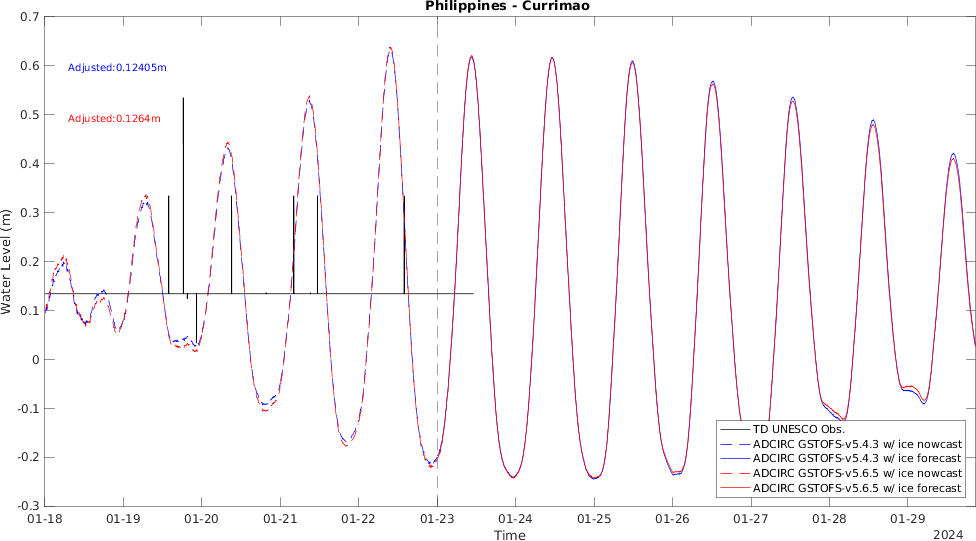 Philippines - Currimao
0.7
0.6
0.5
0.4
0.3
0.2
0.1
0
-0.1
-0.2
-0.3
Water Level (m)
Adjusted:0.12405m
Adjusted:0.1264m
TD UNESCO Obs.
ADCIRC GSTOFS-v5.4.3 w/ ice nowcast
ADCIRC GSTOFS-v5.4.3 w/ ice forecast
ADCIRC GSTOFS-v5.6.5 w/ ice nowcast
ADCIRC GSTOFS-v5.6.5 w/ ice forecast
01-18 01-19 01-20 01-21 01-22 01-23 01-24 01-25 01-26 01-27 01-28 01-29
Time
2024